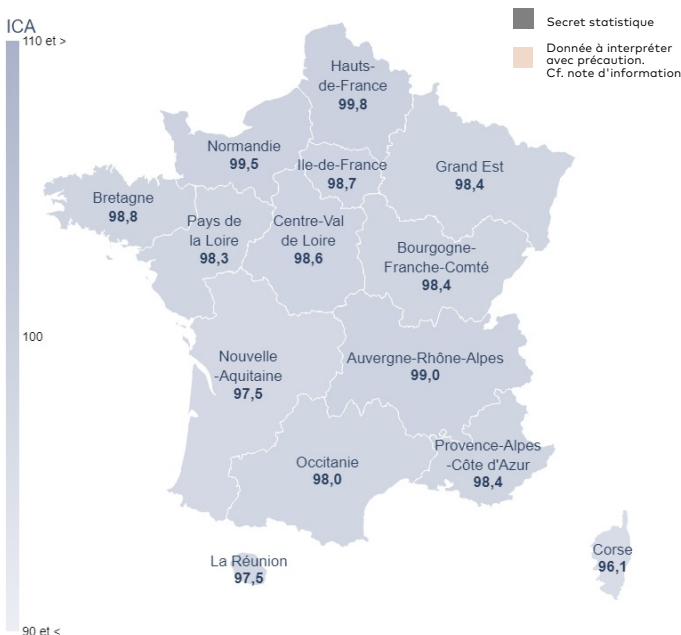 ICA
110 et >
Secret statistique
Donnée à interpréter
avec précaution.
Cf. note d'information
Hauts-
de-France
99,8
Normandie
99,5
Ile-de-France
98,7
Grand Est
98,4
Bretagne
98,8
Pays de
la Loire
98,3
Centre-Val
de Loire
98,6
Bourgogne-
Franche-Comté
98,4
100
Nouvelle
-Aquitaine
97,5
Auvergne-Rhône-Alpes
99,0
Occitanie
98,0
Provence-Alpes
-Côte d'Azur
98,4
La Réunion
97,5
Corse
96,1
90 et <